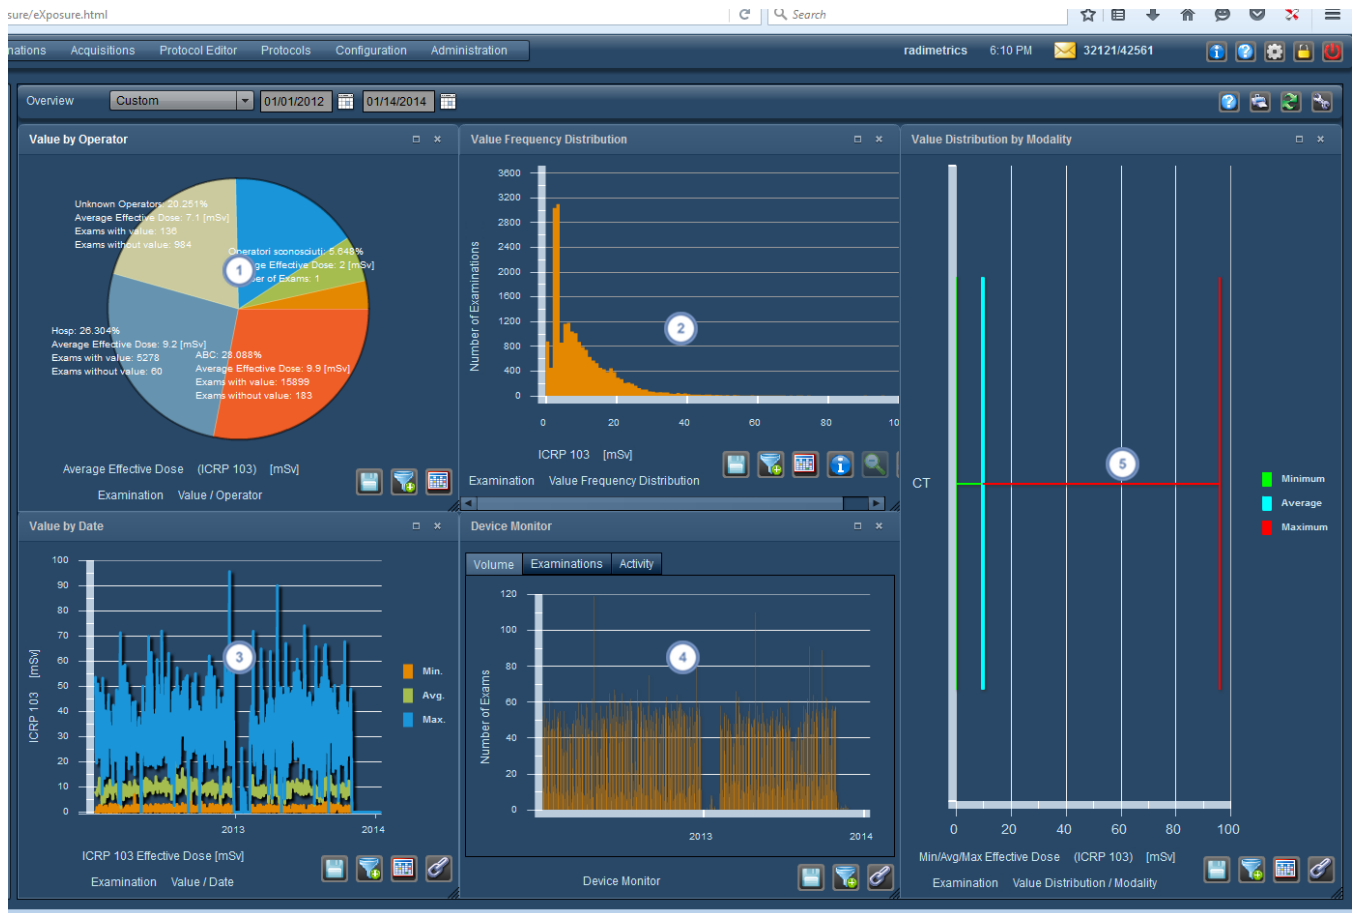 sure/eXposure.html
Search
nations Acquisitions Protocol Editor Protocols Configuration Administration
radimetrics 6:10 PM 32121/42561
Overview Custom 01/01/2012 01/14/2014
Value by Operator
Unknown Operators: 20.251%
Average Effective Dose: 7.1 [mSv]
Exams with value: 136
Exams without value: 984
Operatori sconosciuti: 5.648%
ge Effective Dose: 2 [mSv]
er of Exams: 1
1
Hosp: 26.304%
Average Effective Dose: 9.2 [mSv]
Exams with value: 5278
Exams without value: 60
ABC: 28.088%
Average Effective Dose: 9.9 [mSv]
Exams with value: 15899
Exams without value: 183
Average Effective Dose (ICRP 103) [mSv]
Examination Value / Operator
Value Frequency Distribution
3600
3200
2800
2400
2000
1600
1200
800
400
0
Number of Examinations
2
0 20 40 60 80 10
ICRP 103 [mSv]
Examination Value Frequency Distribution
Value Distribution by Modality
CT
5
Minimum
Average
Maximum
0 20 40 60 80 100
Min/Avg/Max Effective Dose (ICRP 103) [mSv]
Examination Value Distribution / Modality
Value by Date
100
90
80
70
60
50
40
30
20
10
0
ICRP 103 [mSv]
3
Min.
Avg.
Max.
2013 2014
ICRP 103 Effective Dose [mSv]
Examination Value / Date
Device Monitor
Volume Examinations Activity
120
100
80
60
40
20
0
Number of Exams
4
2013 2014
Device Monitor